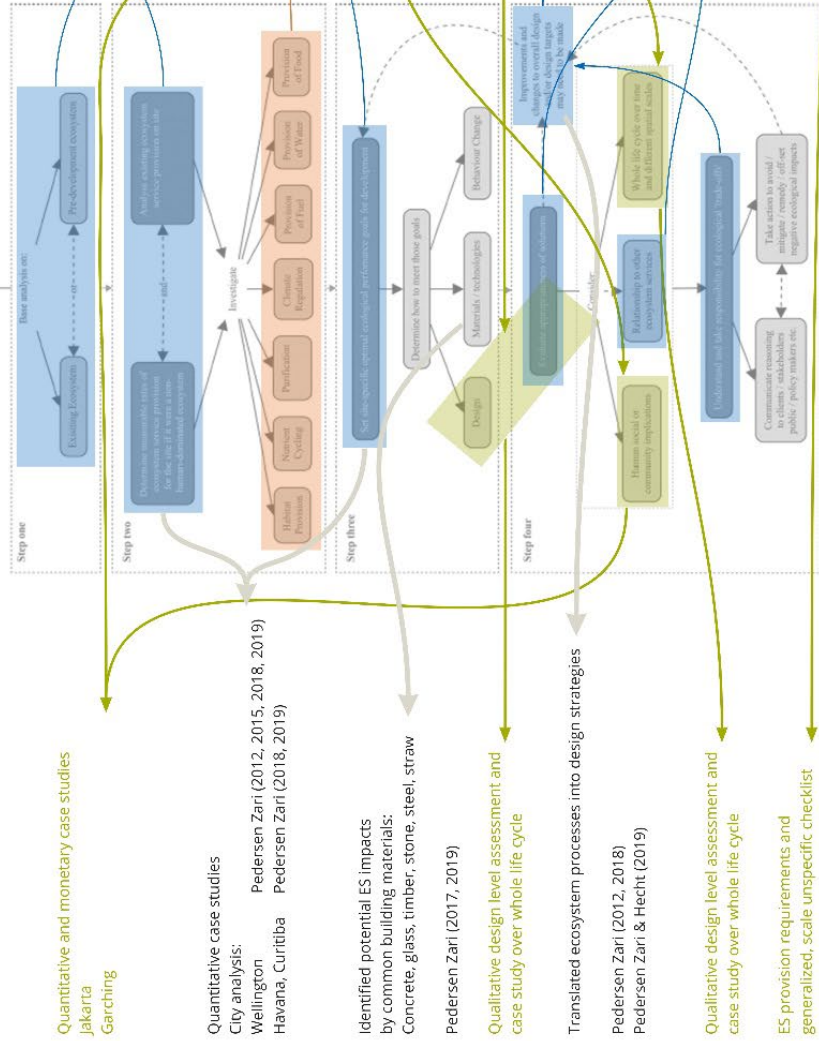 Step one
Base analysis on:
Existing Ecosystem
or
Pre-development ecosystem
Step two
Determine measurable rates of
ecosystem service provision
for the site if it were a non-
human-dominated ecosystem
and
Analyse existing ecosystem
service provision on site
Investigate
Habitat
Provision
Nutrient
Cycling
Purification
Climate
Regulation
Provision
of Fuel
Provision
of Water
Provision
of Food
Step three
Set site-specific optimal ecological performance goals for development
Determine how to meet those goals
Design
Materials / technologies
Behaviour Change
Step four
Evaluate appropriateness of solutions
Improvements and
changes to overall design
and/or design targets
may need to be made
Consider
Human social or
community implications
Relationship to other
ecosystem services
Whole life cycle over time
and different spatial scales
Understand and take responsibility for ecological 'trade-offs'
Communicate reasoning
to clients / stakeholders
public / policy makers etc.
Take action to avoid /
mitigate / remedy / off-set
negative ecological impacts
Quantitative and monetary case studies
Jakarta
Garching
Quantitative case studies
City analysis:
Wellington Pedersen Zari (2012, 2015, 2018, 2019)
Havana, Curitiba Pedersen Zari (2018, 2019)
Identified potential ES impacts
by common building materials:
Concrete, glass, timber, stone, steel, straw
Pedersen Zari (2017, 2019)
Qualitative design level assessment and
case study over whole life cycle
Translated ecosystem processes into design strategies
Pedersen Zari (2012, 2018)
Pedersen Zari & Hecht (2019)
Qualitative design level assessment and
case study over whole life cycle
ES provision requirements and
generalized, scale unspecific checklist